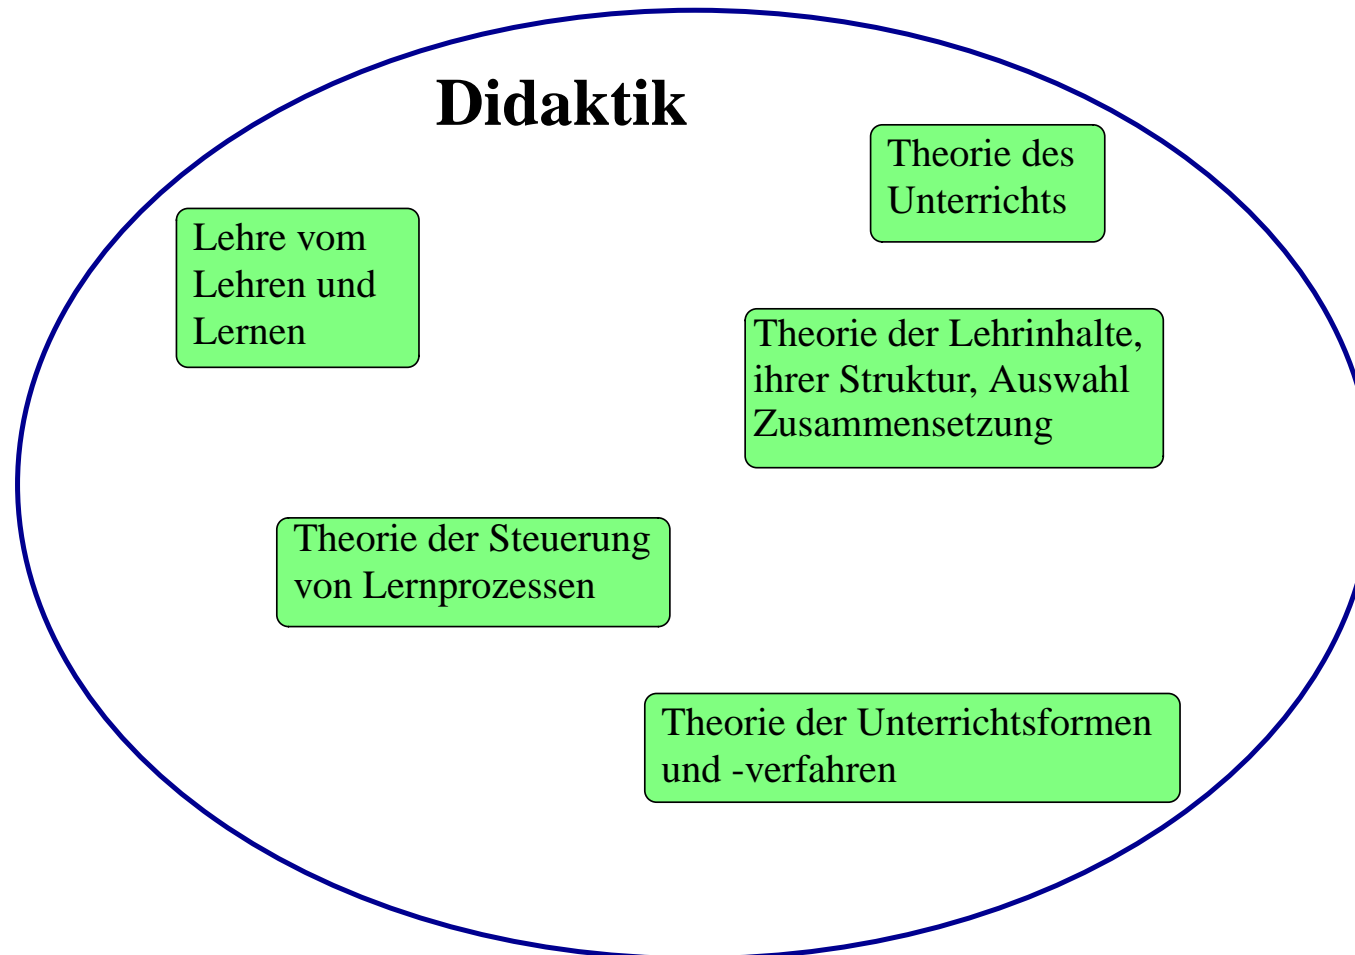 Didaktik
Theorie des
Unterrichts
Lehre vom
Lehren und
Lernen
Theorie der Lehrinhalte,
ihrer Struktur, Auswahl
Zusammensetzung
Theorie der Steuerung
von Lernprozessen
Theorie der Unterrichtsformen
und -verfahren